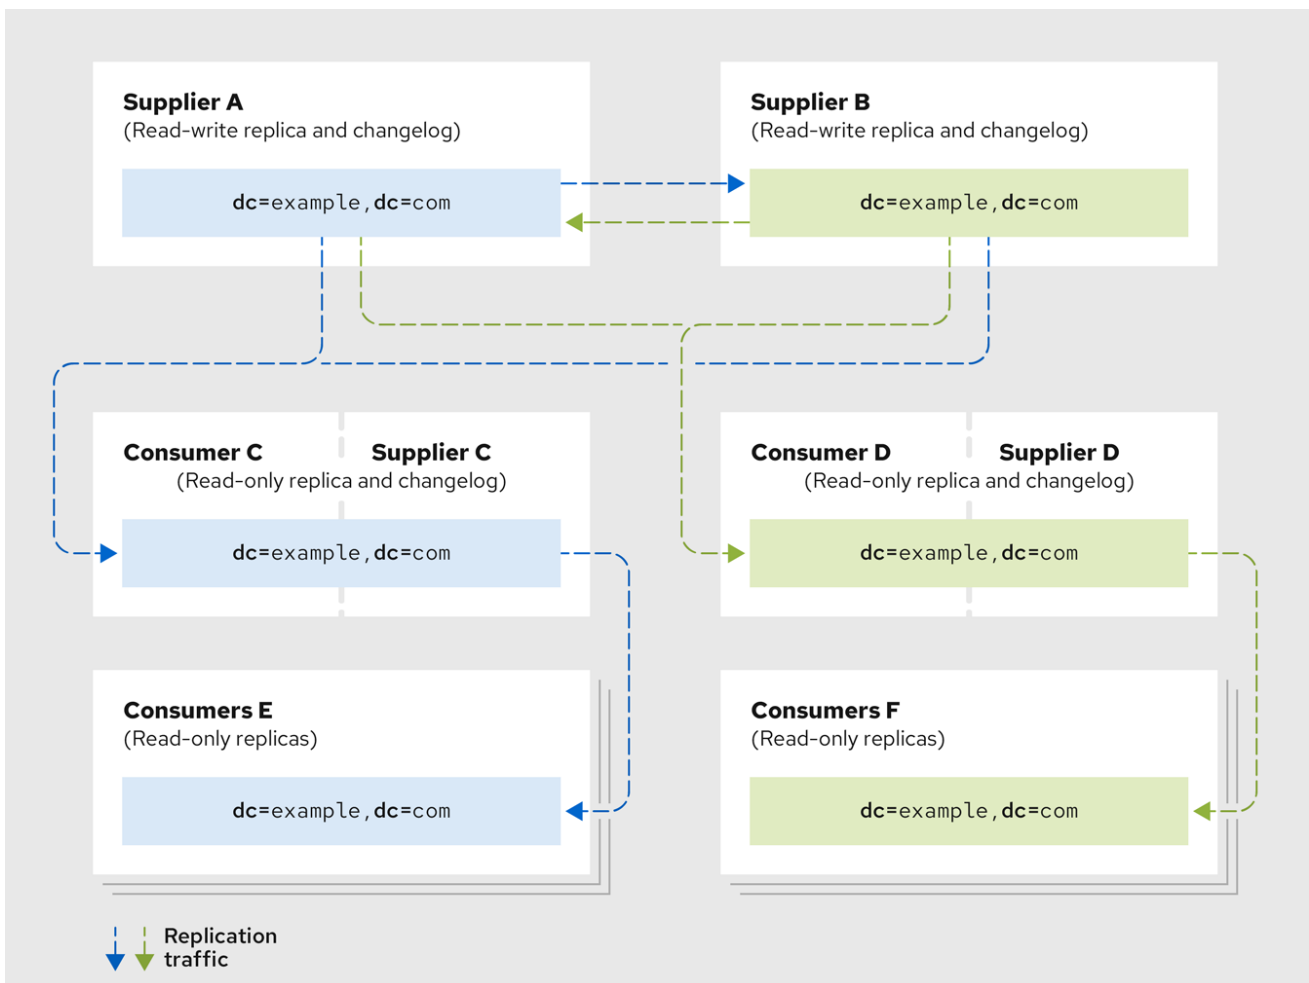 Supplier A
(Read-write replica and changelog)
dc=example,dc=com
Supplier B
(Read-write replica and changelog)
dc=example,dc=com
Consumer C
Supplier C
(Read-only replica and changelog)
dc=example,dc=com
Consumer D
Supplier D
(Read-only replica and changelog)
dc=example,dc=com
Consumers E
(Read-only replicas)
dc=example,dc=com
Consumers F
(Read-only replicas)
dc=example,dc=com
Replication
traffic